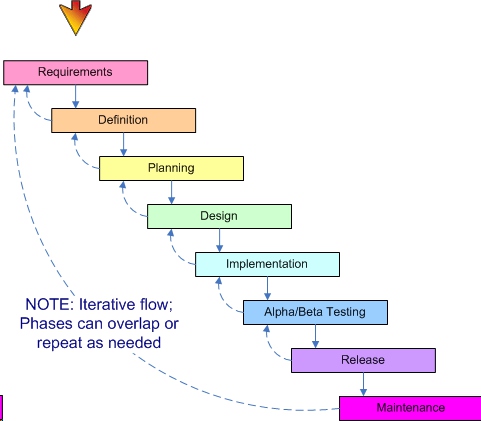 Requirements
Definition
Planning
Design
Implementation
NOTE: Iterative flow;
Phases can overlap or
repeat as needed
Alpha/Beta Testing
Release
Maintenance